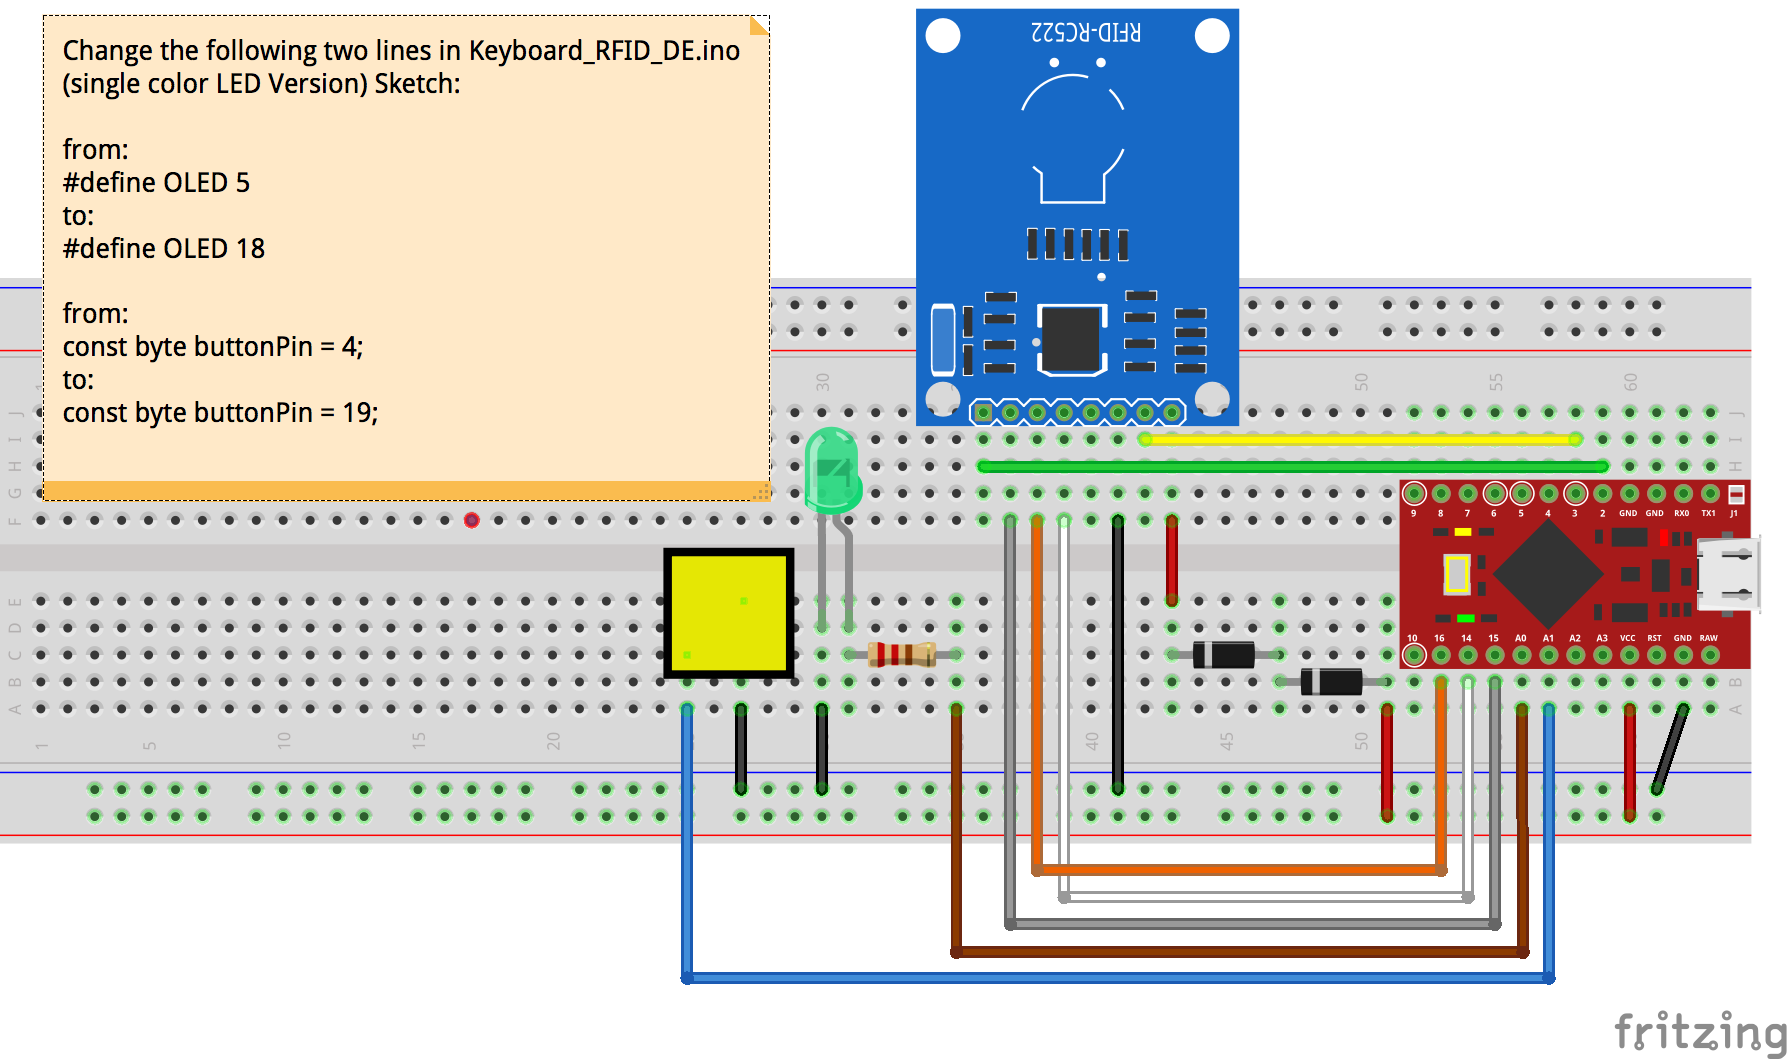 Change the following two lines in Keyboard_RFID_DE.ino
(single color LED Version) Sketch:
from:
#define OLED 5
to:
#define OLED 18
from:
const byte buttonPin = 4;
to:
const byte buttonPin = 19;
RFID-RC522
1 30 50 55 60
J J
I I
H H
G
F
9 8 7 6 5 4 3 2 GND GND RX0 TX1 J1
E
D
C
B B
A A
10 16 14 15 A0 A1 A2 A3 VCC RST GND RAW
1 5 10 15 20 40 45 50
fritzing